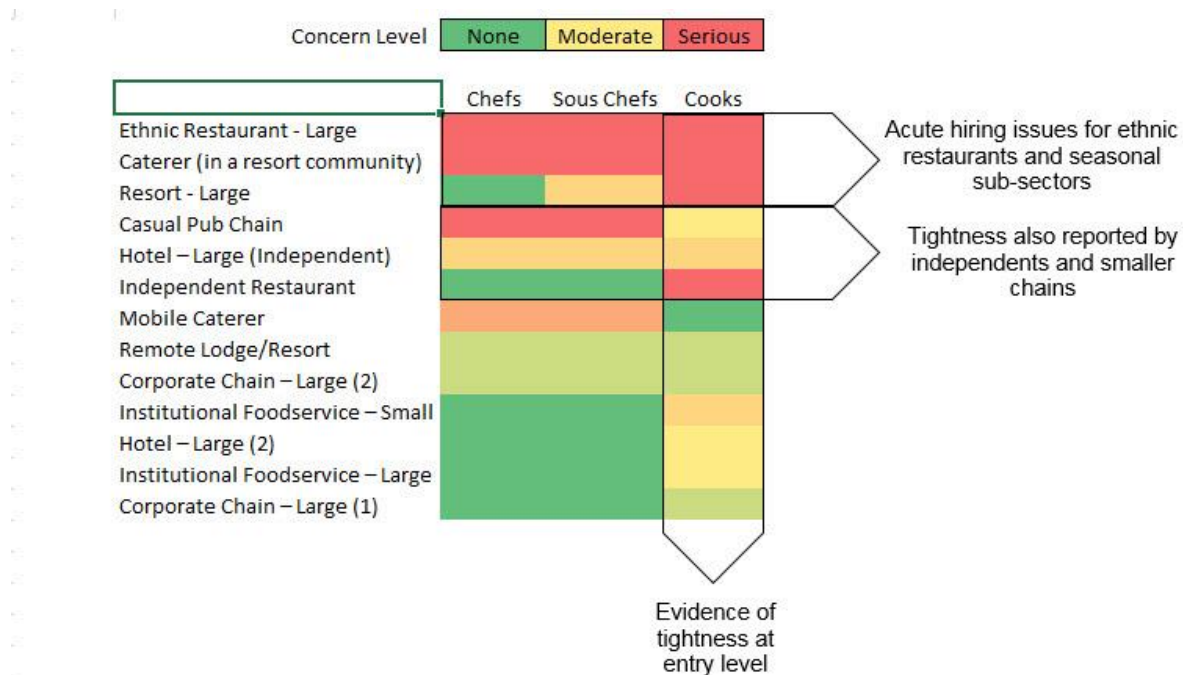 Concern Level None Moderate Serious
Chefs Sous Chefs Cooks
Ethnic Restaurant - Large
Caterer (in a resort community)
Resort - Large
Casual Pub Chain
Hotel – Large (Independent)
Independent Restaurant
Mobile Caterer
Remote Lodge/Resort
Corporate Chain – Large (2)
Institutional Foodservice – Small
Hotel – Large (2)
Institutional Foodservice – Large
Corporate Chain – Large (1)
Acute hiring issues for ethnic
restaurants and seasonal
sub-sectors
Tightness also reported by
independents and smaller
chains
Evidence of
tightness at
entry level